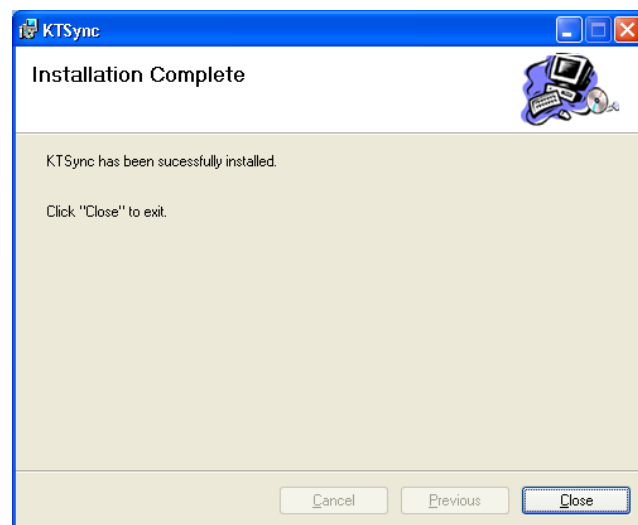 KTSync
Installation Complete
KTSync has been sucessfully installed.
Click "Close" to exit.
Cancel
Previous
Close